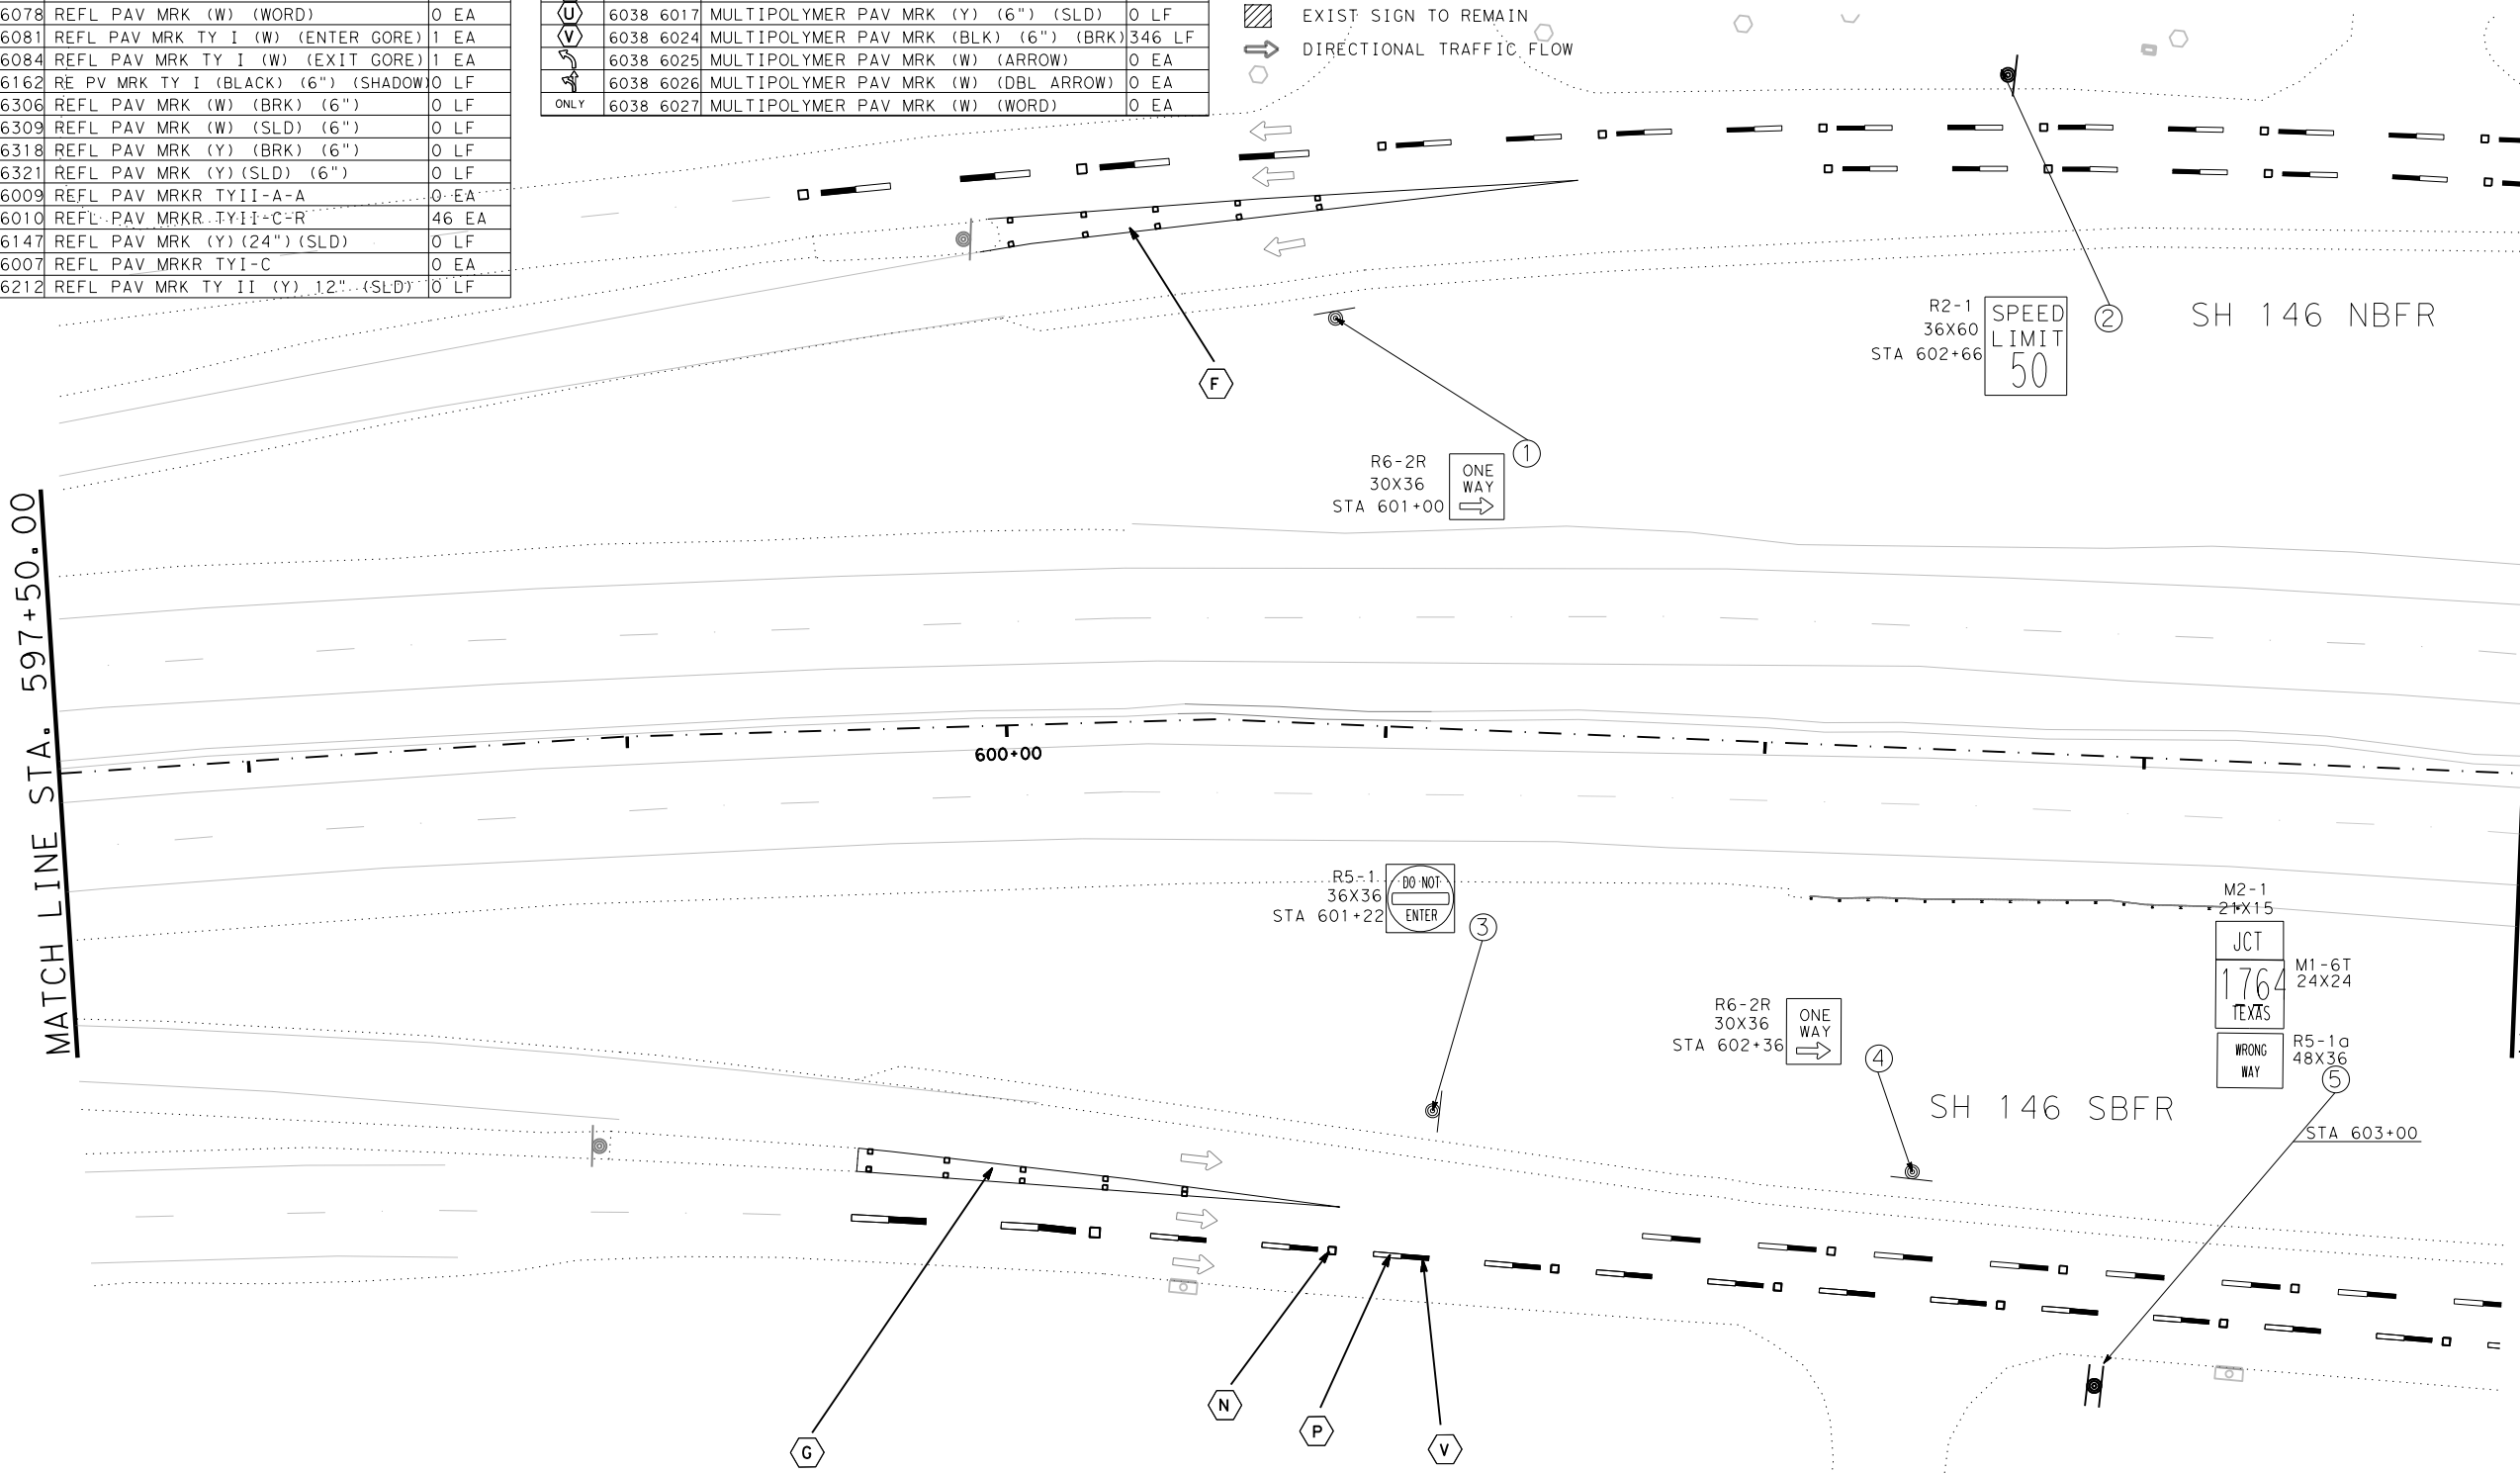 6078 REFL PAV MRK (W) (WORD) 0 EA
6081 REFL PAV MRK TY I (W) (ENTER GORE) 1 EA
6084 REFL PAV MRK TY I (W) (EXIT GORE) 1 EA
6162 RE PV MRK TY I (BLACK) (6") (SHADOW) 0 LF
6306 REFL PAV MRK (W) (BRK) (6") 0 LF
6309 REFL PAV MRK (W) (SLD) (6") 0 LF
6318 REFL PAV MRK (Y) (BRK) (6") 0 LF
6321 REFL PAV MRK (Y)(SLD) (6") 0 LF
6009 REFL PAV MRKR TYII-A-A 0 EA
6010 REFL PAV MRKR TYII-C-R 46 EA
6147 REFL PAV MRK (Y)(24")(SLD) 0 LF
6007 REFL PAV MRKR TYI-C 0 EA
6212 REFL PAV MRK TY II (Y) 12" (SLD) 0 LF
U 6038 6017 MULTIPOLYMER PAV MRK (Y) (6") (SLD) 0 LF
V 6038 6024 MULTIPOLYMER PAV MRK (BLK) (6") (BRK) 346 LF
6038 6025 MULTIPOLYMER PAV MRK (W) (ARROW) 0 EA
6038 6026 MULTIPOLYMER PAV MRK (W) (DBL ARROW) 0 EA
ONLY 6038 6027 MULTIPOLYMER PAV MRK (W) (WORD) 0 EA
EXIST SIGN TO REMAIN
DIRECTIONAL TRAFFIC FLOW
R2-1
36X60
STA 602+66
SPEED
LIMIT
50
2
SH 146 NBFR
F
R6-2R
30X36
STA 601+00
ONE
WAY
1
MATCH LINE STA. 597+50.00
600+00
R5-1
36X36
STA 601+22
DO NOT
ENTER
3
R6-2R
30X36
STA 602+36
ONE
WAY
4
M2-1
21X15
JCT
1764
TEXAS
M1-6T
24X24
WRONG
WAY
R5-1a
48X36
5
SH 146 SBFR
STA 603+00
G
N
P
V